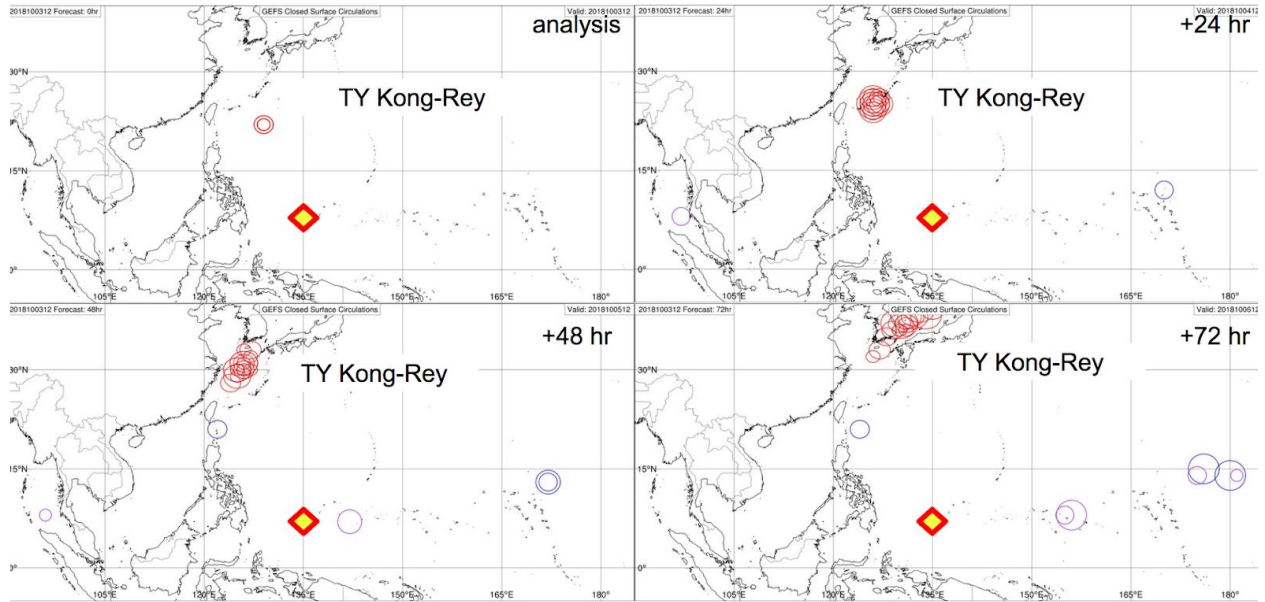 2018100312 Forecast: 0hr
GEFS Closed Surface Circulations
Valid: 2018100312
analysis
30°N
TY Kong-Rey
15°N
0°
105°E 120°E 135°E 150°E 165°E 180°
2018100312 Forecast: 24hr
GEFS Closed Surface Circulations
Valid: 2018100412
+24 hr
30°N
TY Kong-Rey
15°N
0°
105°E 120°E 135°E 150°E 165°E 180°
2018100312 Forecast: 48hr
GEFS Closed Surface Circulations
Valid: 2018100512
+48 hr
30°N
TY Kong-Rey
15°N
0°
105°E 120°E 135°E 150°E 165°E 180°
2018100312 Forecast: 72hr
GEFS Closed Surface Circulations
Valid: 2018100612
+72 hr
30°N
TY Kong-Rey
15°N
0°
105°E 120°E 135°E 150°E 165°E 180°